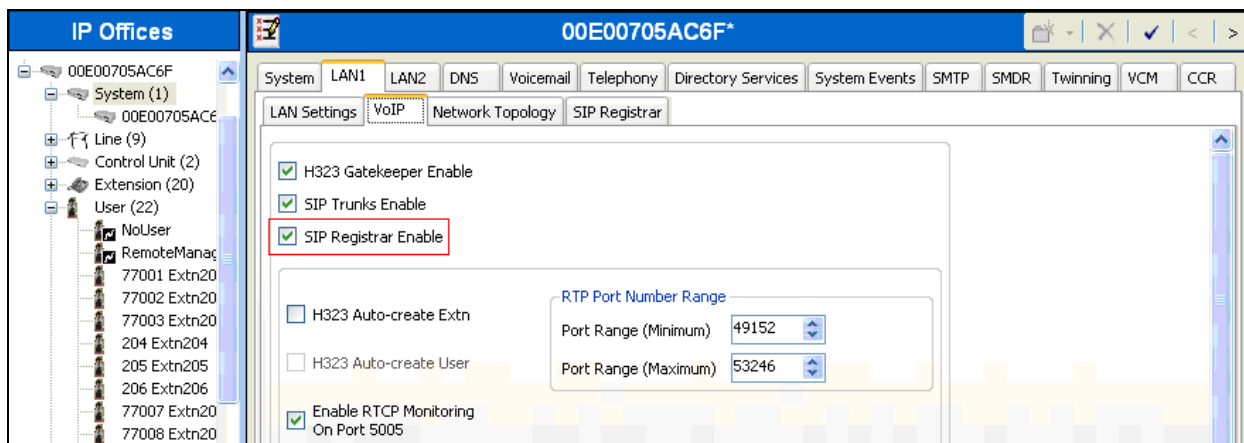 IP Offices
00E00705AC6F*
00E00705AC6F
System (1)
00E00705AC6
Line (9)
Control Unit (2)
Extension (20)
User (22)
NoUser
RemoteManag
77001 Extn20
77002 Extn20
77003 Extn20
204 Extn204
205 Extn205
206 Extn206
77007 Extn20
77008 Extn20
System LAN1 LAN2 DNS Voicemail Telephony Directory Services System Events SMTP SMDR Twinning VCM CCR
LAN Settings VoIP Network Topology SIP Registrar
H323 Gatekeeper Enable
SIP Trunks Enable
SIP Registrar Enable
H323 Auto-create Extn
H323 Auto-create User
Enable RTCP Monitoring
On Port 5005
RTP Port Number Range
Port Range (Minimum) 49152
Port Range (Maximum) 53246